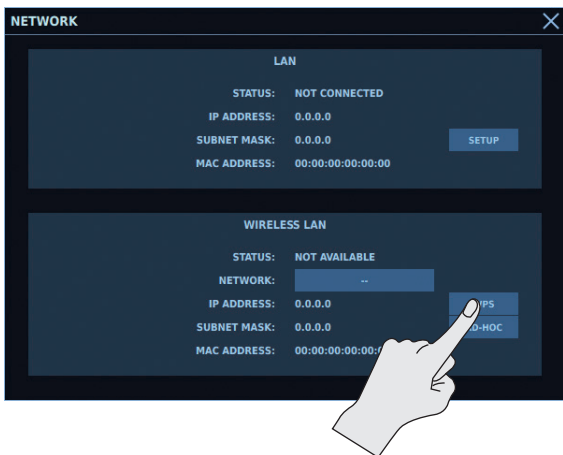 NETWORK
LAN
STATUS: NOT CONNECTED
IP ADDRESS: 0.0.0.0
SUBNET MASK: 0.0.0.0 SETUP
MAC ADDRESS: 00:00:00:00:00:00
WIRELESS LAN
STATUS: NOT AVAILABLE
NETWORK: --
IP ADDRESS: 0.0.0.0
SUBNET MASK: 0.0.0.0
MAC ADDRESS: